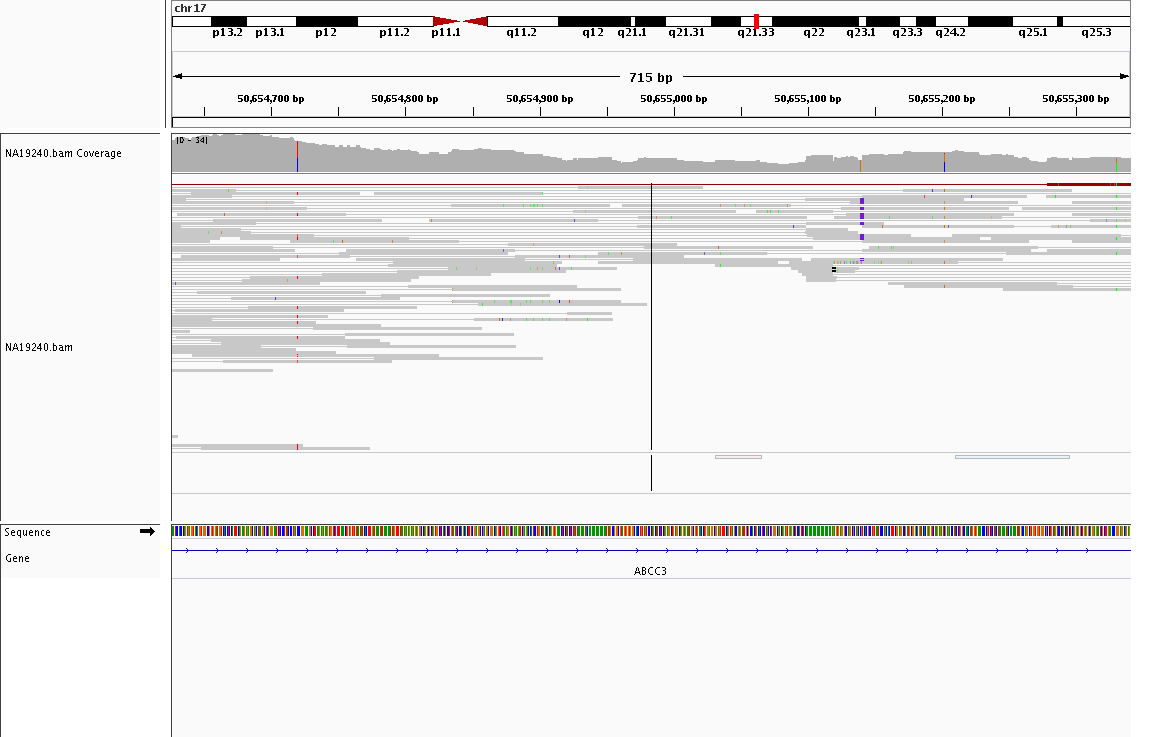 chr17
p13.2 p13.1 p12 p11.2 p11.1 q11.2 q12 q21.1 q21.31 q21.33 q22 q23.1 q23.3 q24.2 q25.1 q25.3
715 bp
50,654,700 bp 50,654,800 bp 50,654,900 bp 50,655,000 bp 50,655,100 bp 50,655,200 bp 50,655,300 bp
NA19240.bam Coverage
[0 - 34]
NA19240.bam
Sequence
Gene
ABCC3